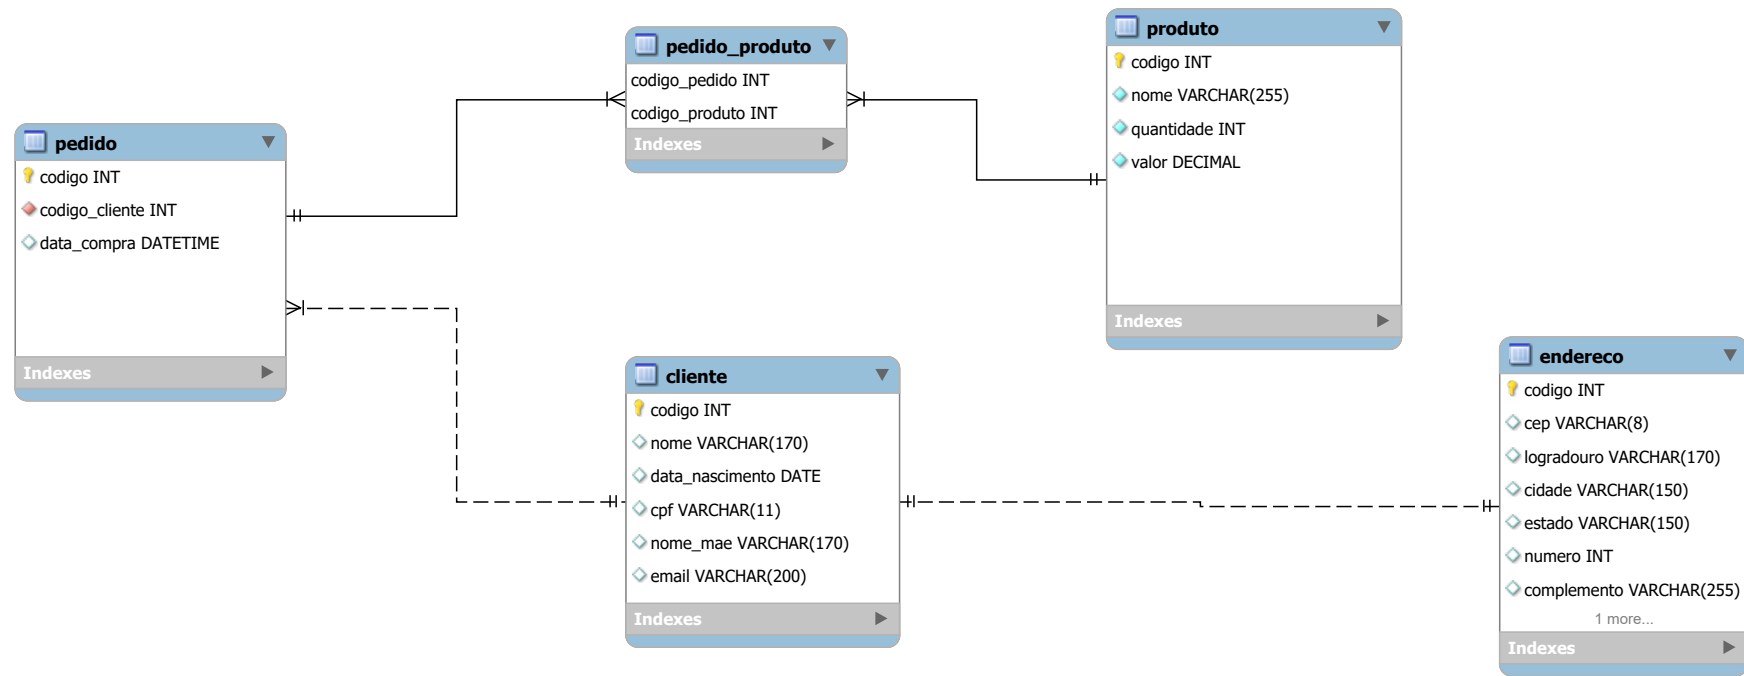 pedido
codigo INT
codigo_cliente INT
data_compra DATETIME
Indexes
pedido_produto
codigo_pedido INT
codigo_produto INT
Indexes
produto
codigo INT
nome VARCHAR(255)
quantidade INT
valor DECIMAL
Indexes
cliente
codigo INT
nome VARCHAR(170)
data_nascimento DATE
cpf VARCHAR(11)
nome_mae VARCHAR(170)
email VARCHAR(200)
Indexes
endereco
codigo INT
cep VARCHAR(8)
logradouro VARCHAR(170)
cidade VARCHAR(150)
estado VARCHAR(150)
numero INT
complemento VARCHAR(255)
1 more...
Indexes